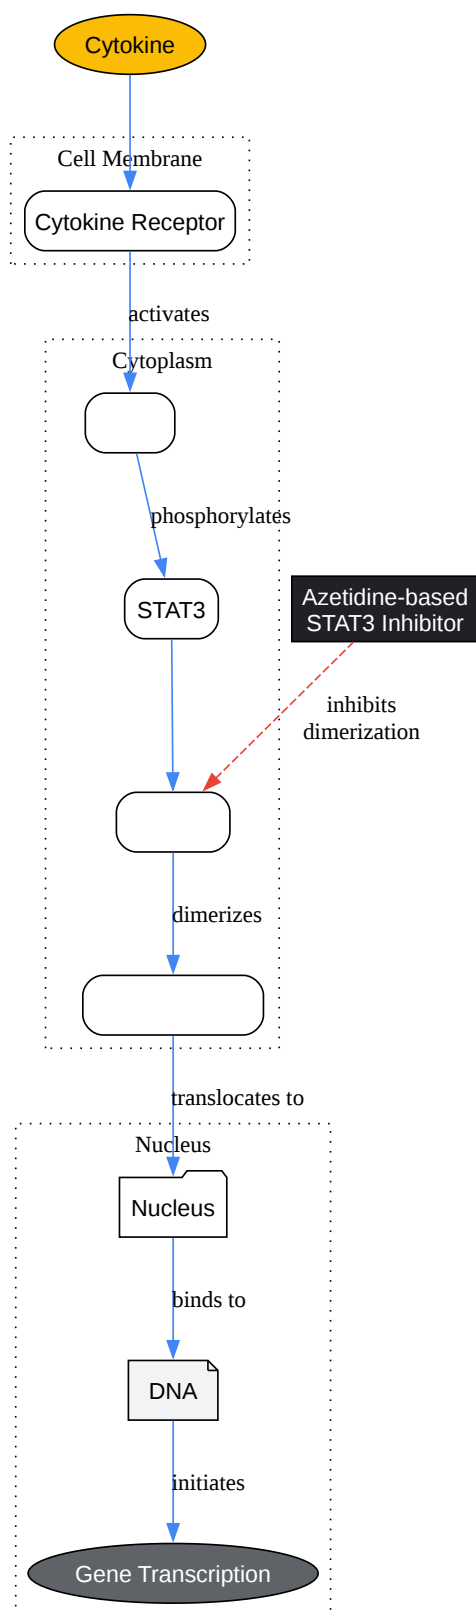 Cytokine
Cell Membrane
Cytokine Receptor
activates
Cytoplasm
phosphorylates
STAT3
Azetidine-based
STAT3 Inhibitor
inhibits
dimerization
dimerizes
translocates to
Nucleus
Nucleus
binds to
DNA
initiates
Gene Transcription